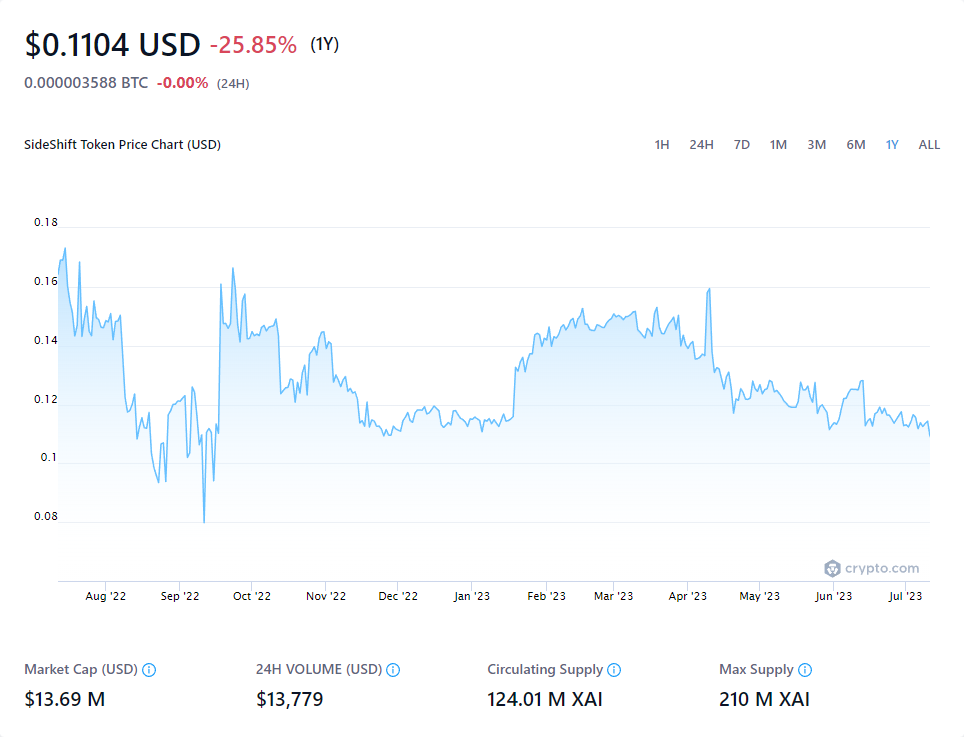 $0.1104 USD -25.85% (1Y)
0.000003588 BTC -0.00% (24H)
SideShift Token Price Chart (USD) 1H 24H 7D 1M 3M 6M 1Y ALL
0.18
0.16
0.14
0.12
0.1
0.08
crypto.com
Aug '22 Sep '22 Oct '22 Nov '22 Dec '22 Jan '23 Feb '23 Mar '23 Apr '23 May '23 Jun '23 Jul '23
Market Cap (USD) 24H VOLUME (USD) Circulating Supply Max Supply
$13.69 M $13,779 124.01 M XAI 210 M XAI